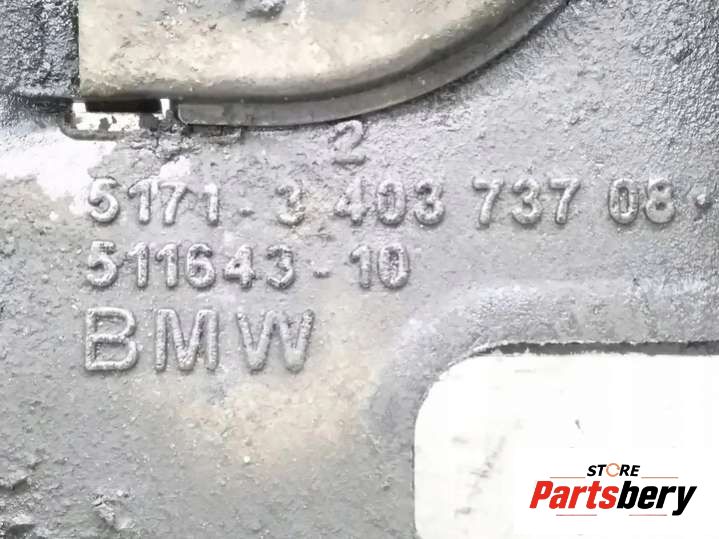 2
5171-3 403 737 08.
511643-10
BMW
STORE
Partsbery